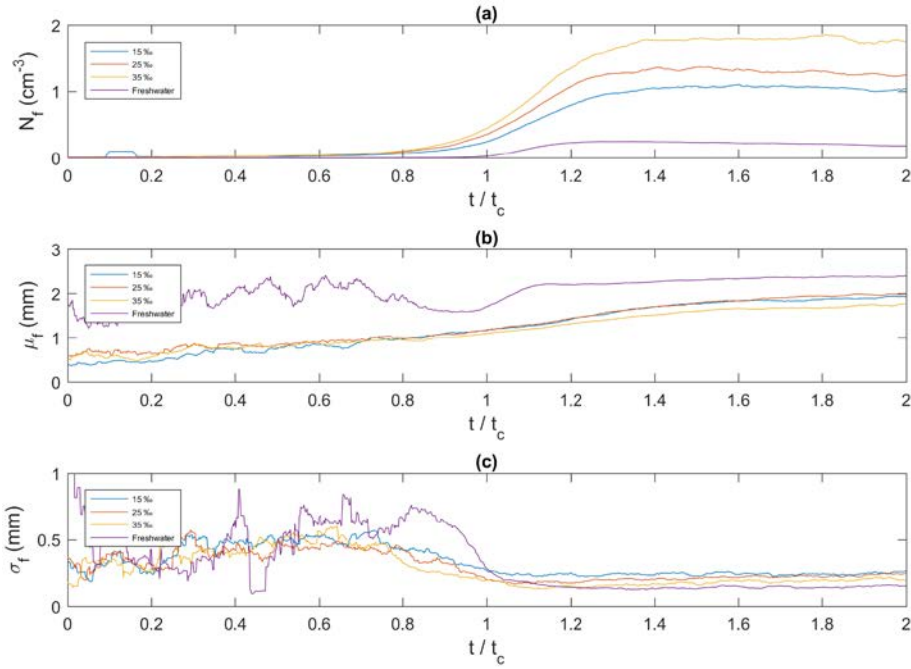 (a)
2
1
0
N_f (cm^-3)
15 ‰
25 ‰
35 ‰
Freshwater
0 0.2 0.4 0.6 0.8 1 1.2 1.4 1.6 1.8 2
t / t_c
(b)
3
2
1
0
μ_f (mm)
15 ‰
25 ‰
35 ‰
Freshwater
0 0.2 0.4 0.6 0.8 1 1.2 1.4 1.6 1.8 2
t / t_c
(c)
1
0.5
0
σ_f (mm)
15 ‰
25 ‰
35 ‰
Freshwater
0 0.2 0.4 0.6 0.8 1 1.2 1.4 1.6 1.8 2
t / t_c